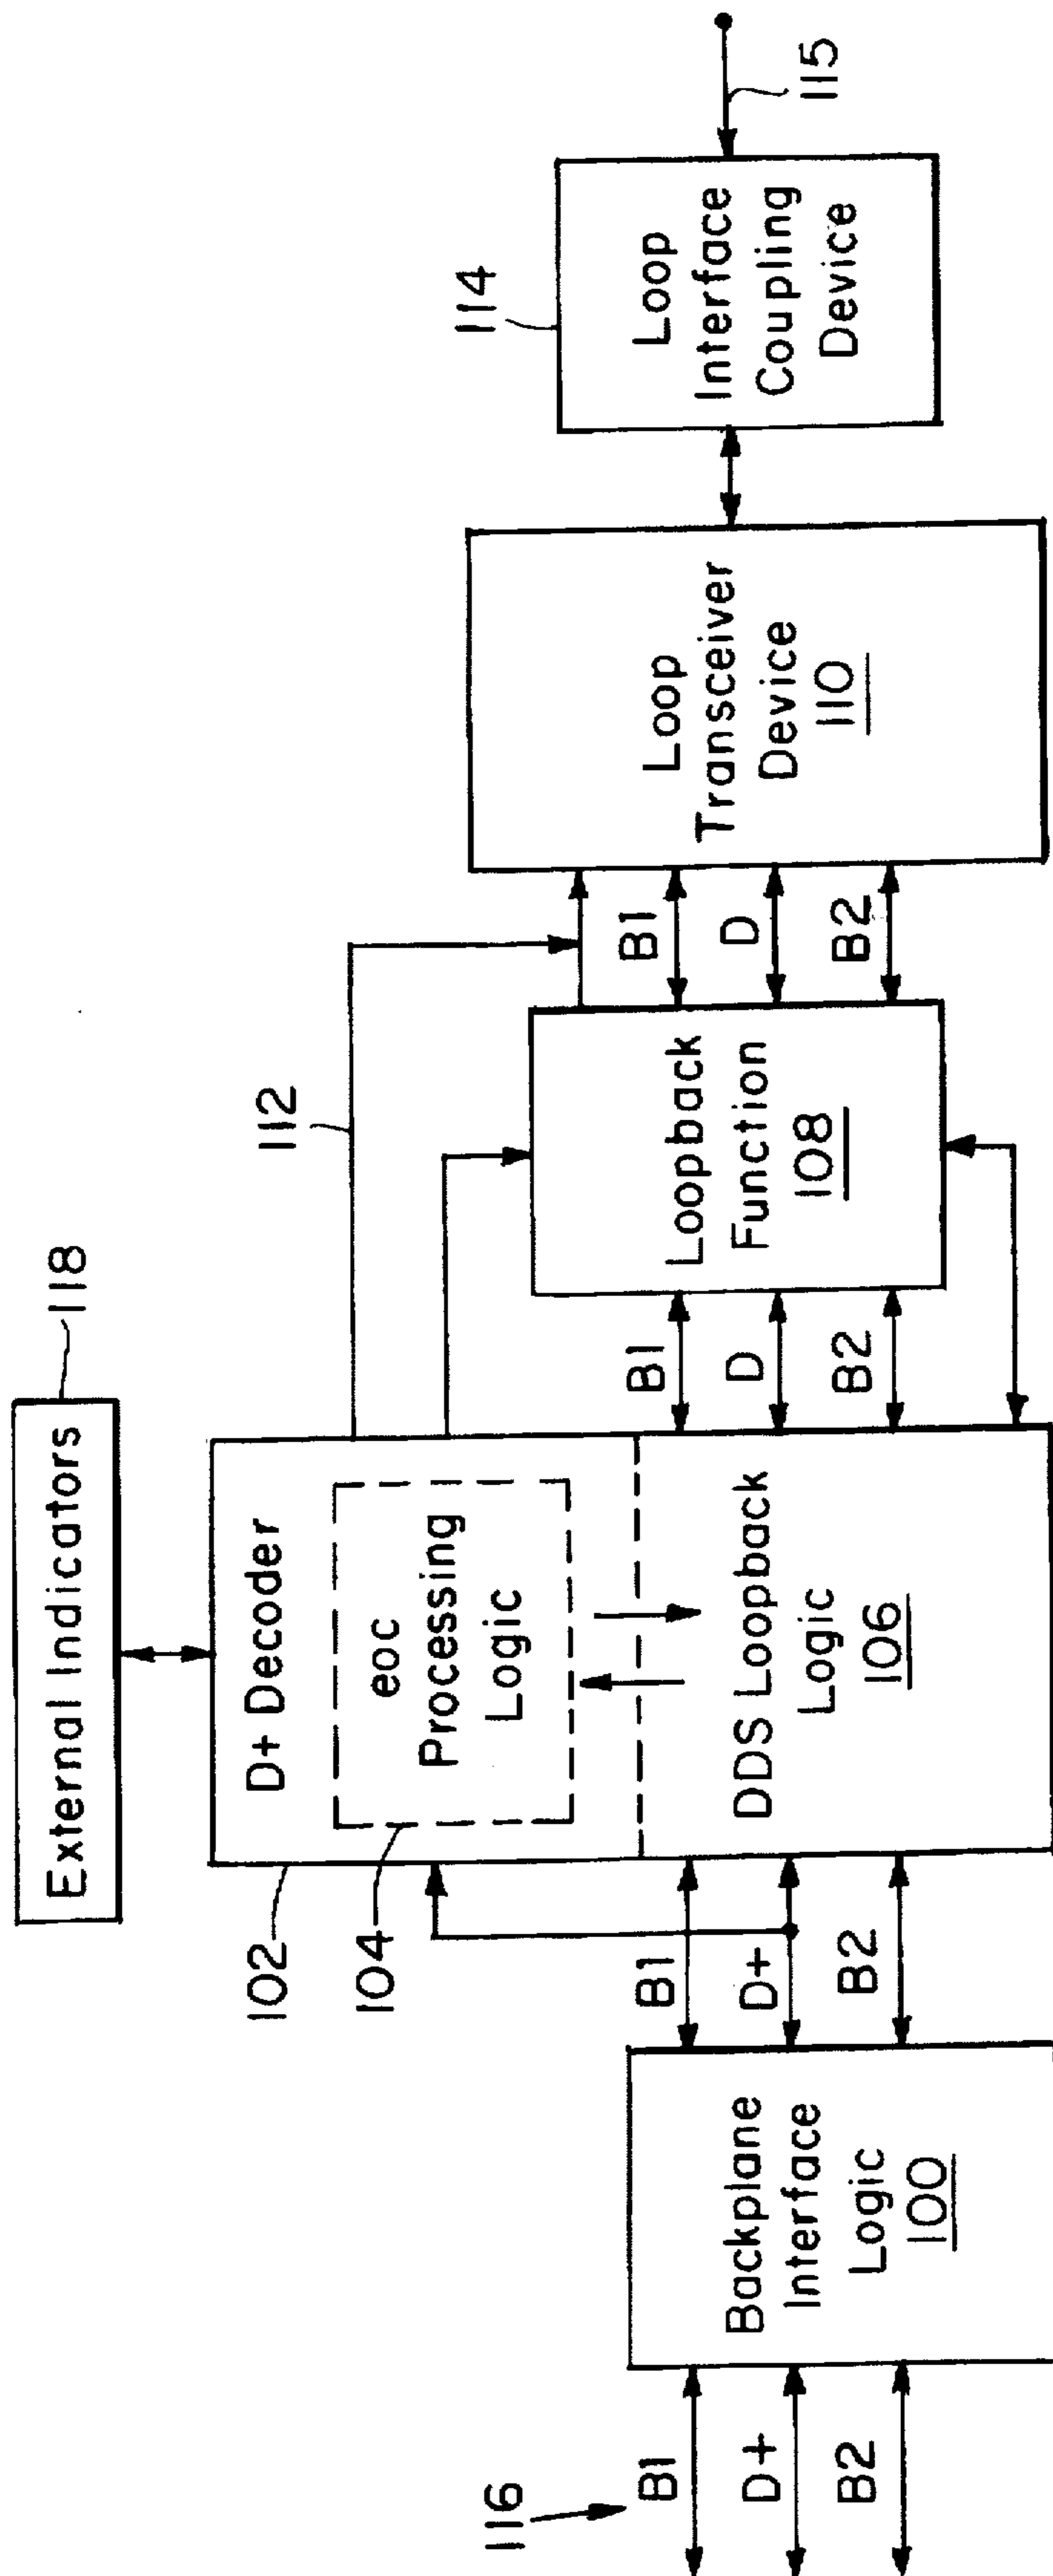 External Indicators
118
102
D+ Decoder
104
eoc
Processing
Logic
DDS Loopback
Logic
106
112
116
B1
D+
B2
Backplane
Interface
Logic
100
B1
D+
B2
B1
D
B2
Loopback
Function
108
B1
D
B2
Loop
Transceiver
Device
110
114
Loop
Interface
Coupling
Device
115